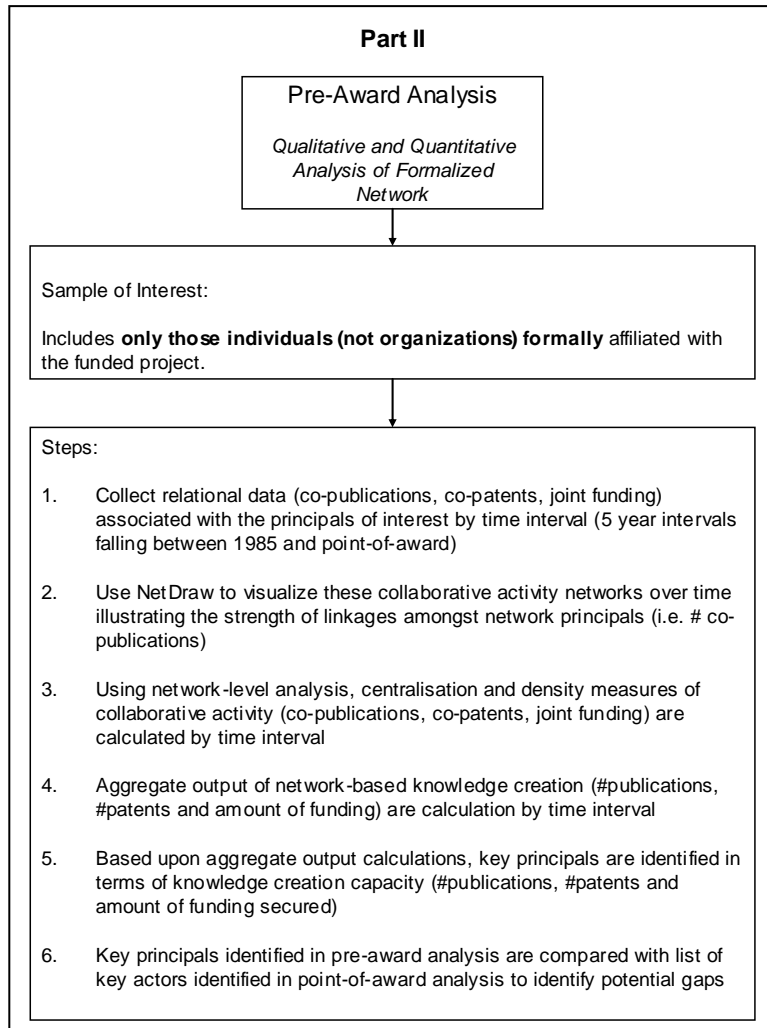 Part II
Pre-Award Analysis
Qualitative and Quantitative
Analysis of Formalized
Network
Sample of Interest:
Includes only those individuals (not organizations) formally affiliated with
the funded project.
Steps:
1. Collect relational data (co-publications, co-patents, joint funding)
associated with the principals of interest by time interval (5 year intervals
falling between 1985 and point-of-award)
2. Use NetDraw to visualize these collaborative activity networks over time
illustrating the strength of linkages amongst network principals (i.e. # co-
publications)
3. Using network-level analysis, centralisation and density measures of
collaborative activity (co-publications, co-patents, joint funding) are
calculated by time interval
4. Aggregate output of network-based knowledge creation (#publications,
#patents and amount of funding) are calculation by time interval
5. Based upon aggregate output calculations, key principals are identified in
terms of knowledge creation capacity (#publications, #patents and
amount of funding secured)
6. Key principals identified in pre-award analysis are compared with list of
key actors identified in point-of-award analysis to identify potential gaps